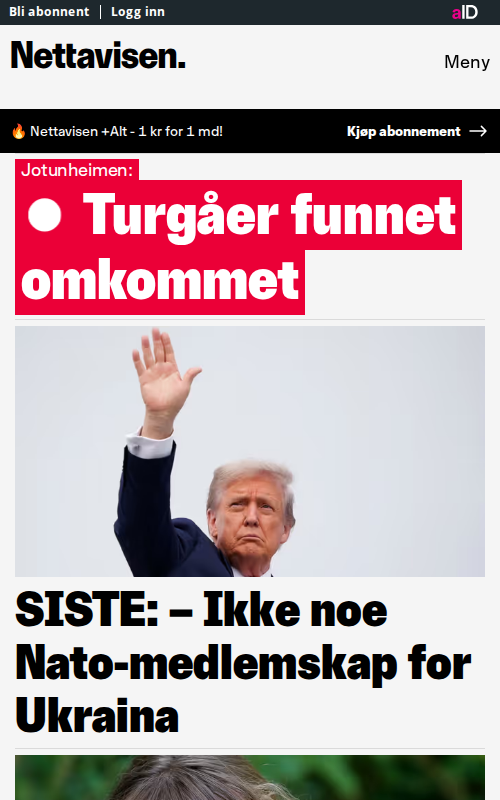 Bli abonnent | Logg inn
aID
Nettavisen.
Meny
🔥 Nettavisen +Alt - 1 kr for 1 md!
Kjøp abonnement →
Jotunheimen:
Turgåer funnet
omkommet
SISTE: – Ikke noe
Nato-medlemskap for
Ukraina